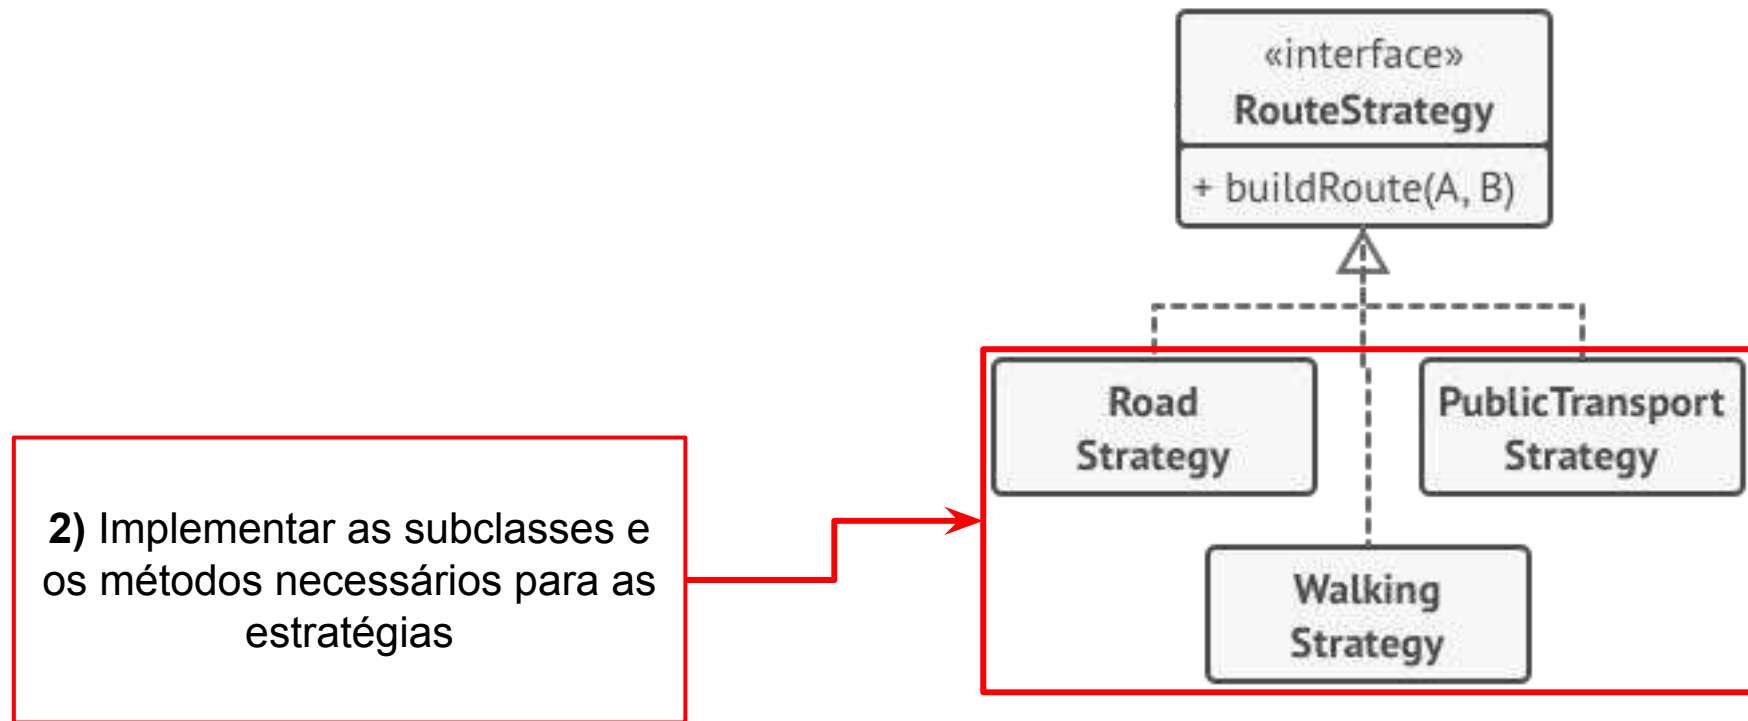 «interface»
RouteStrategy
+ buildRoute(A, B)
Road
Strategy
PublicTransport
Strategy
Walking
Strategy
2) Implementar as subclasses e
os métodos necessários para as
estratégias